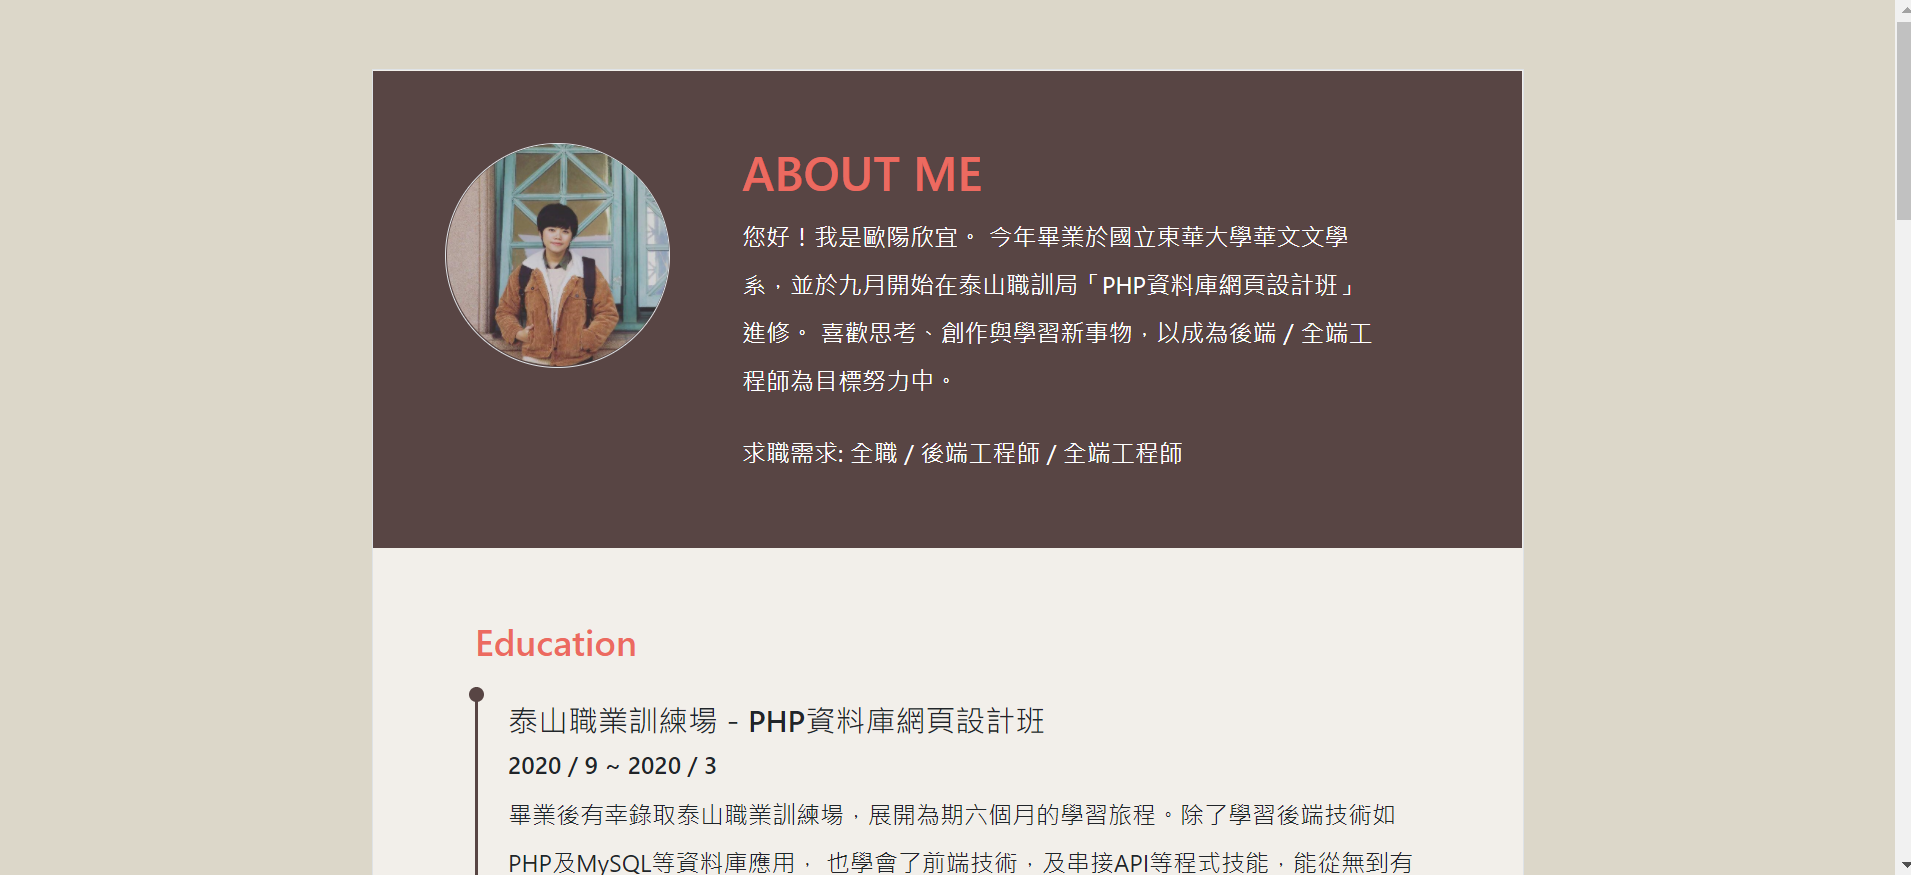 ABOUT ME
您好！我是歐陽欣宜。 今年畢業於國立東華大學華文文學
系，並於九月開始在泰山職訓局「PHP資料庫網頁設計班」
進修。 喜歡思考、創作與學習新事物，以成為後端 / 全端工
程師為目標努力中。
求職需求: 全職 / 後端工程師 / 全端工程師
Education
泰山職業訓練場 - PHP資料庫網頁設計班
2020 / 9 ~ 2020 / 3
畢業後有幸錄取泰山職業訓練場，展開為期六個月的學習旅程。除了學習後端技術如
PHP及MySQL等資料庫應用， 也學會了前端技術，及串接API等程式技能，能從無到有